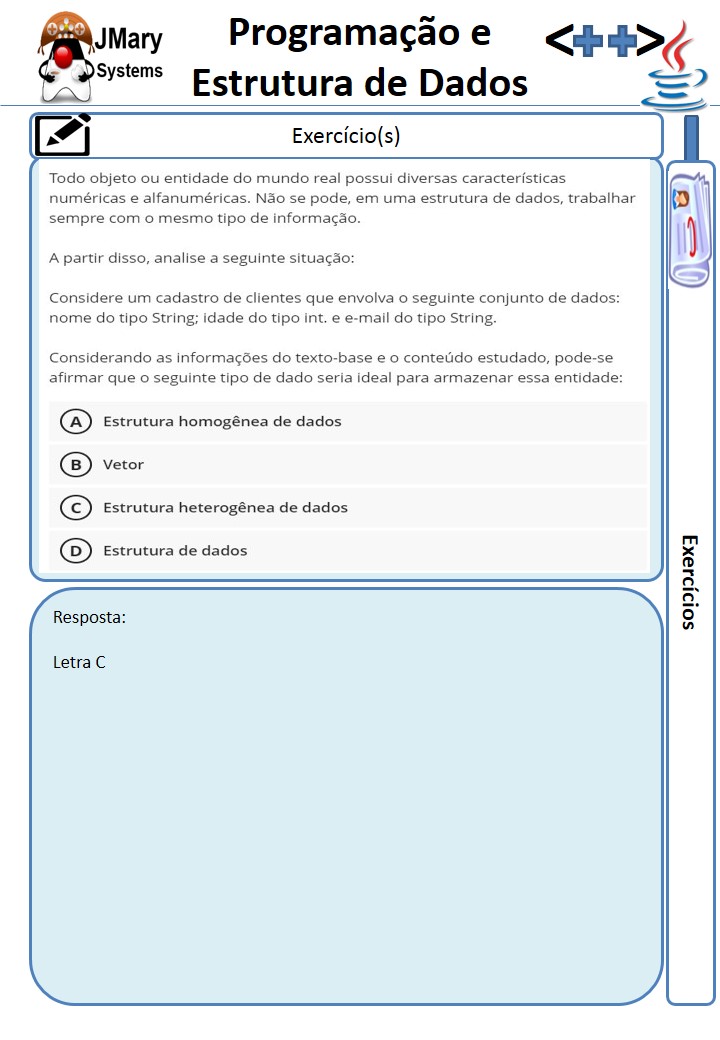 JMary
Systems
Programação e
Estrutura de Dados
<++>
Exercício(s)
Todo objeto ou entidade do mundo real possui diversas características
numéricas e alfanuméricas. Não se pode, em uma estrutura de dados, trabalhar
sempre com o mesmo tipo de informação.
A partir disso, analise a seguinte situação:
Considere um cadastro de clientes que envolva o seguinte conjunto de dados:
nome do tipo String; idade do tipo int. e e-mail do tipo String.
Considerando as informações do texto-base e o conteúdo estudado, pode-se
afirmar que o seguinte tipo de dado seria ideal para armazenar essa entidade:
A Estrutura homogênea de dados
B Vetor
C Estrutura heterogênea de dados
D Estrutura de dados
Resposta:
Letra C
Exercícios